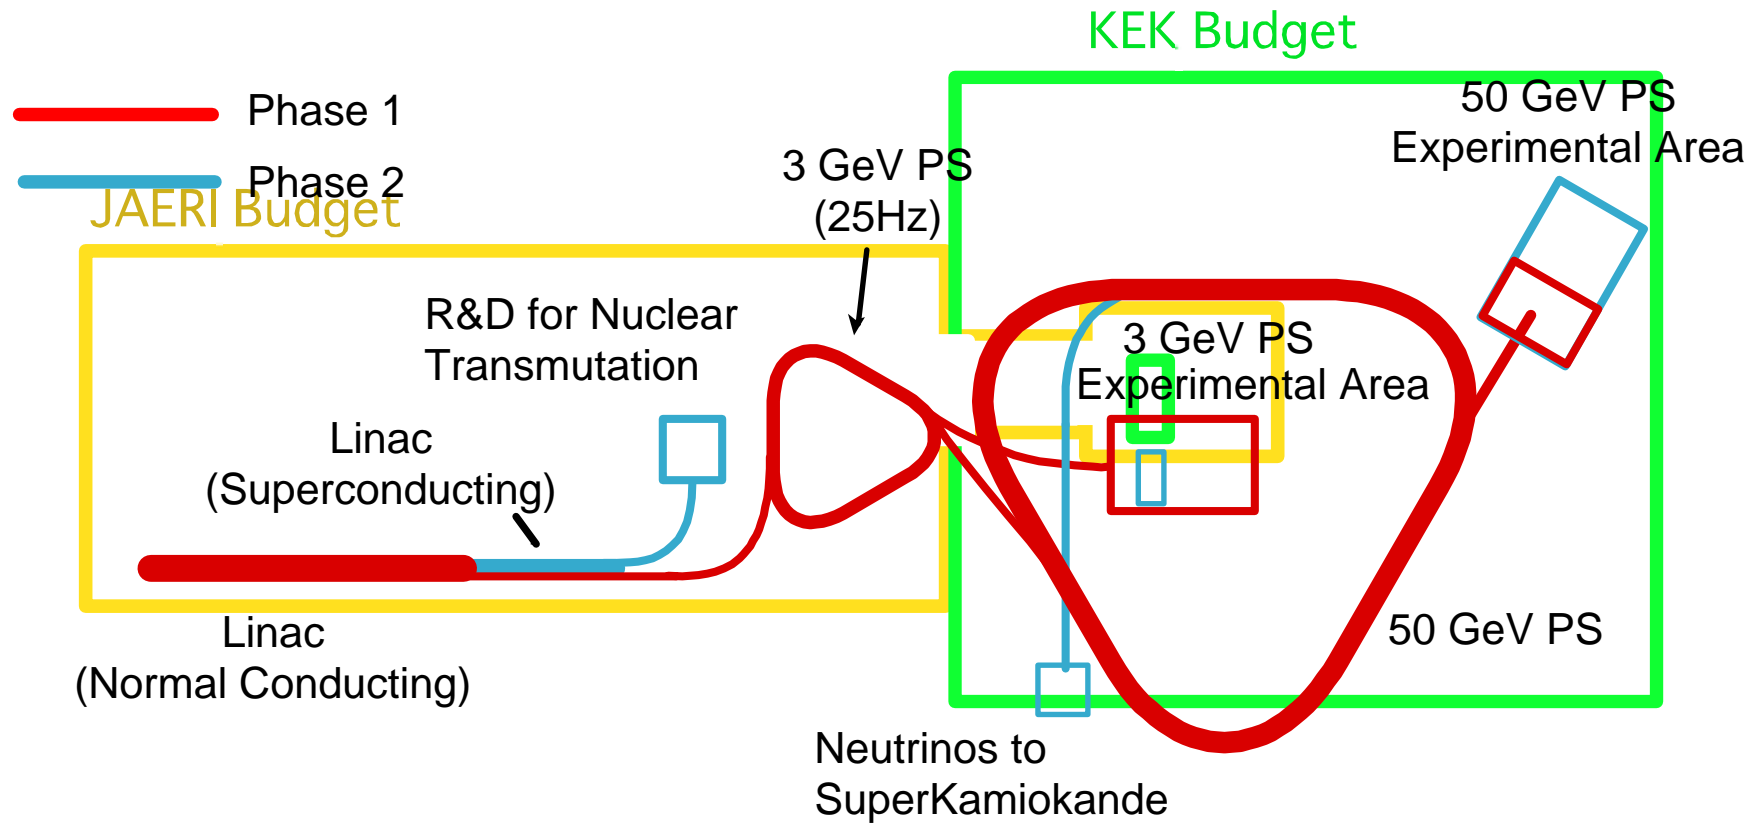 KEK Budget
Phase 1
Phase 2
JAERI Budget
3 GeV PS
(25Hz)
50 GeV PS
Experimental Area
R&D for Nuclear
Transmutation
3 GeV PS
Experimental Area
Linac
(Superconducting)
Linac
(Normal Conducting)
50 GeV PS
Neutrinos to
SuperKamiokande